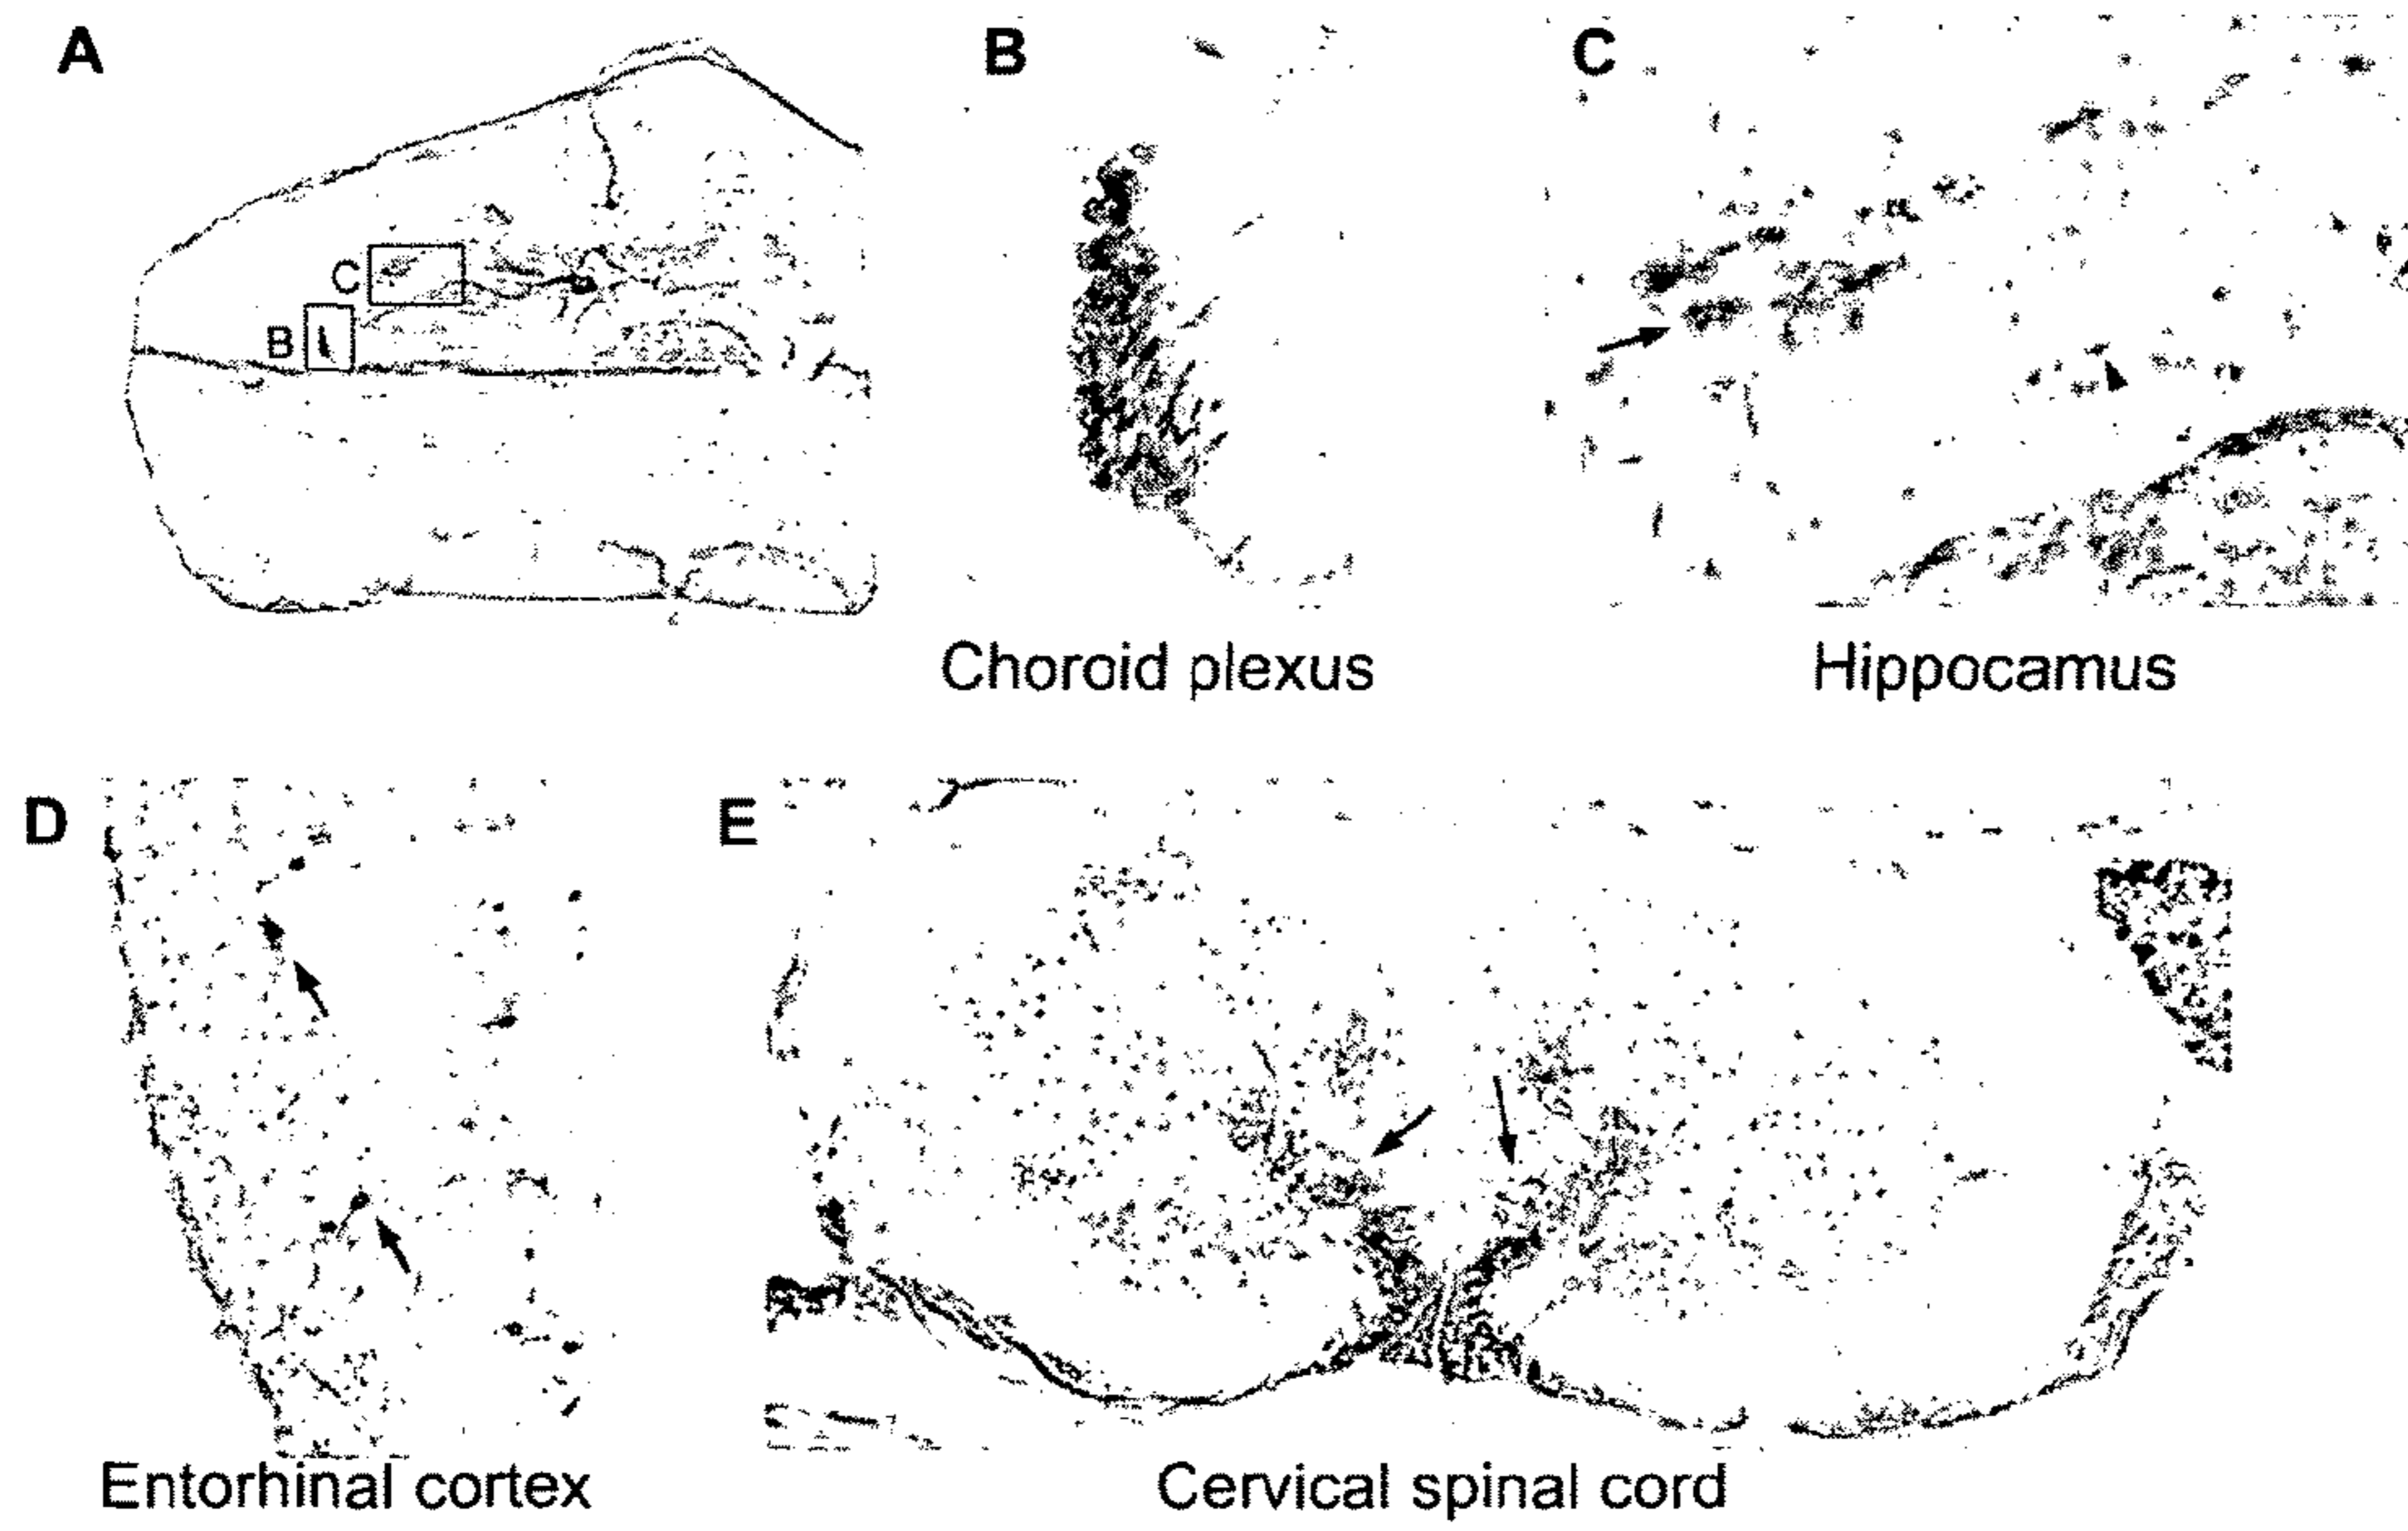 A
B
C
C
B
Choroid plexus
Hippocamus
D
E
Entorhinal cortex
Cervical spinal cord